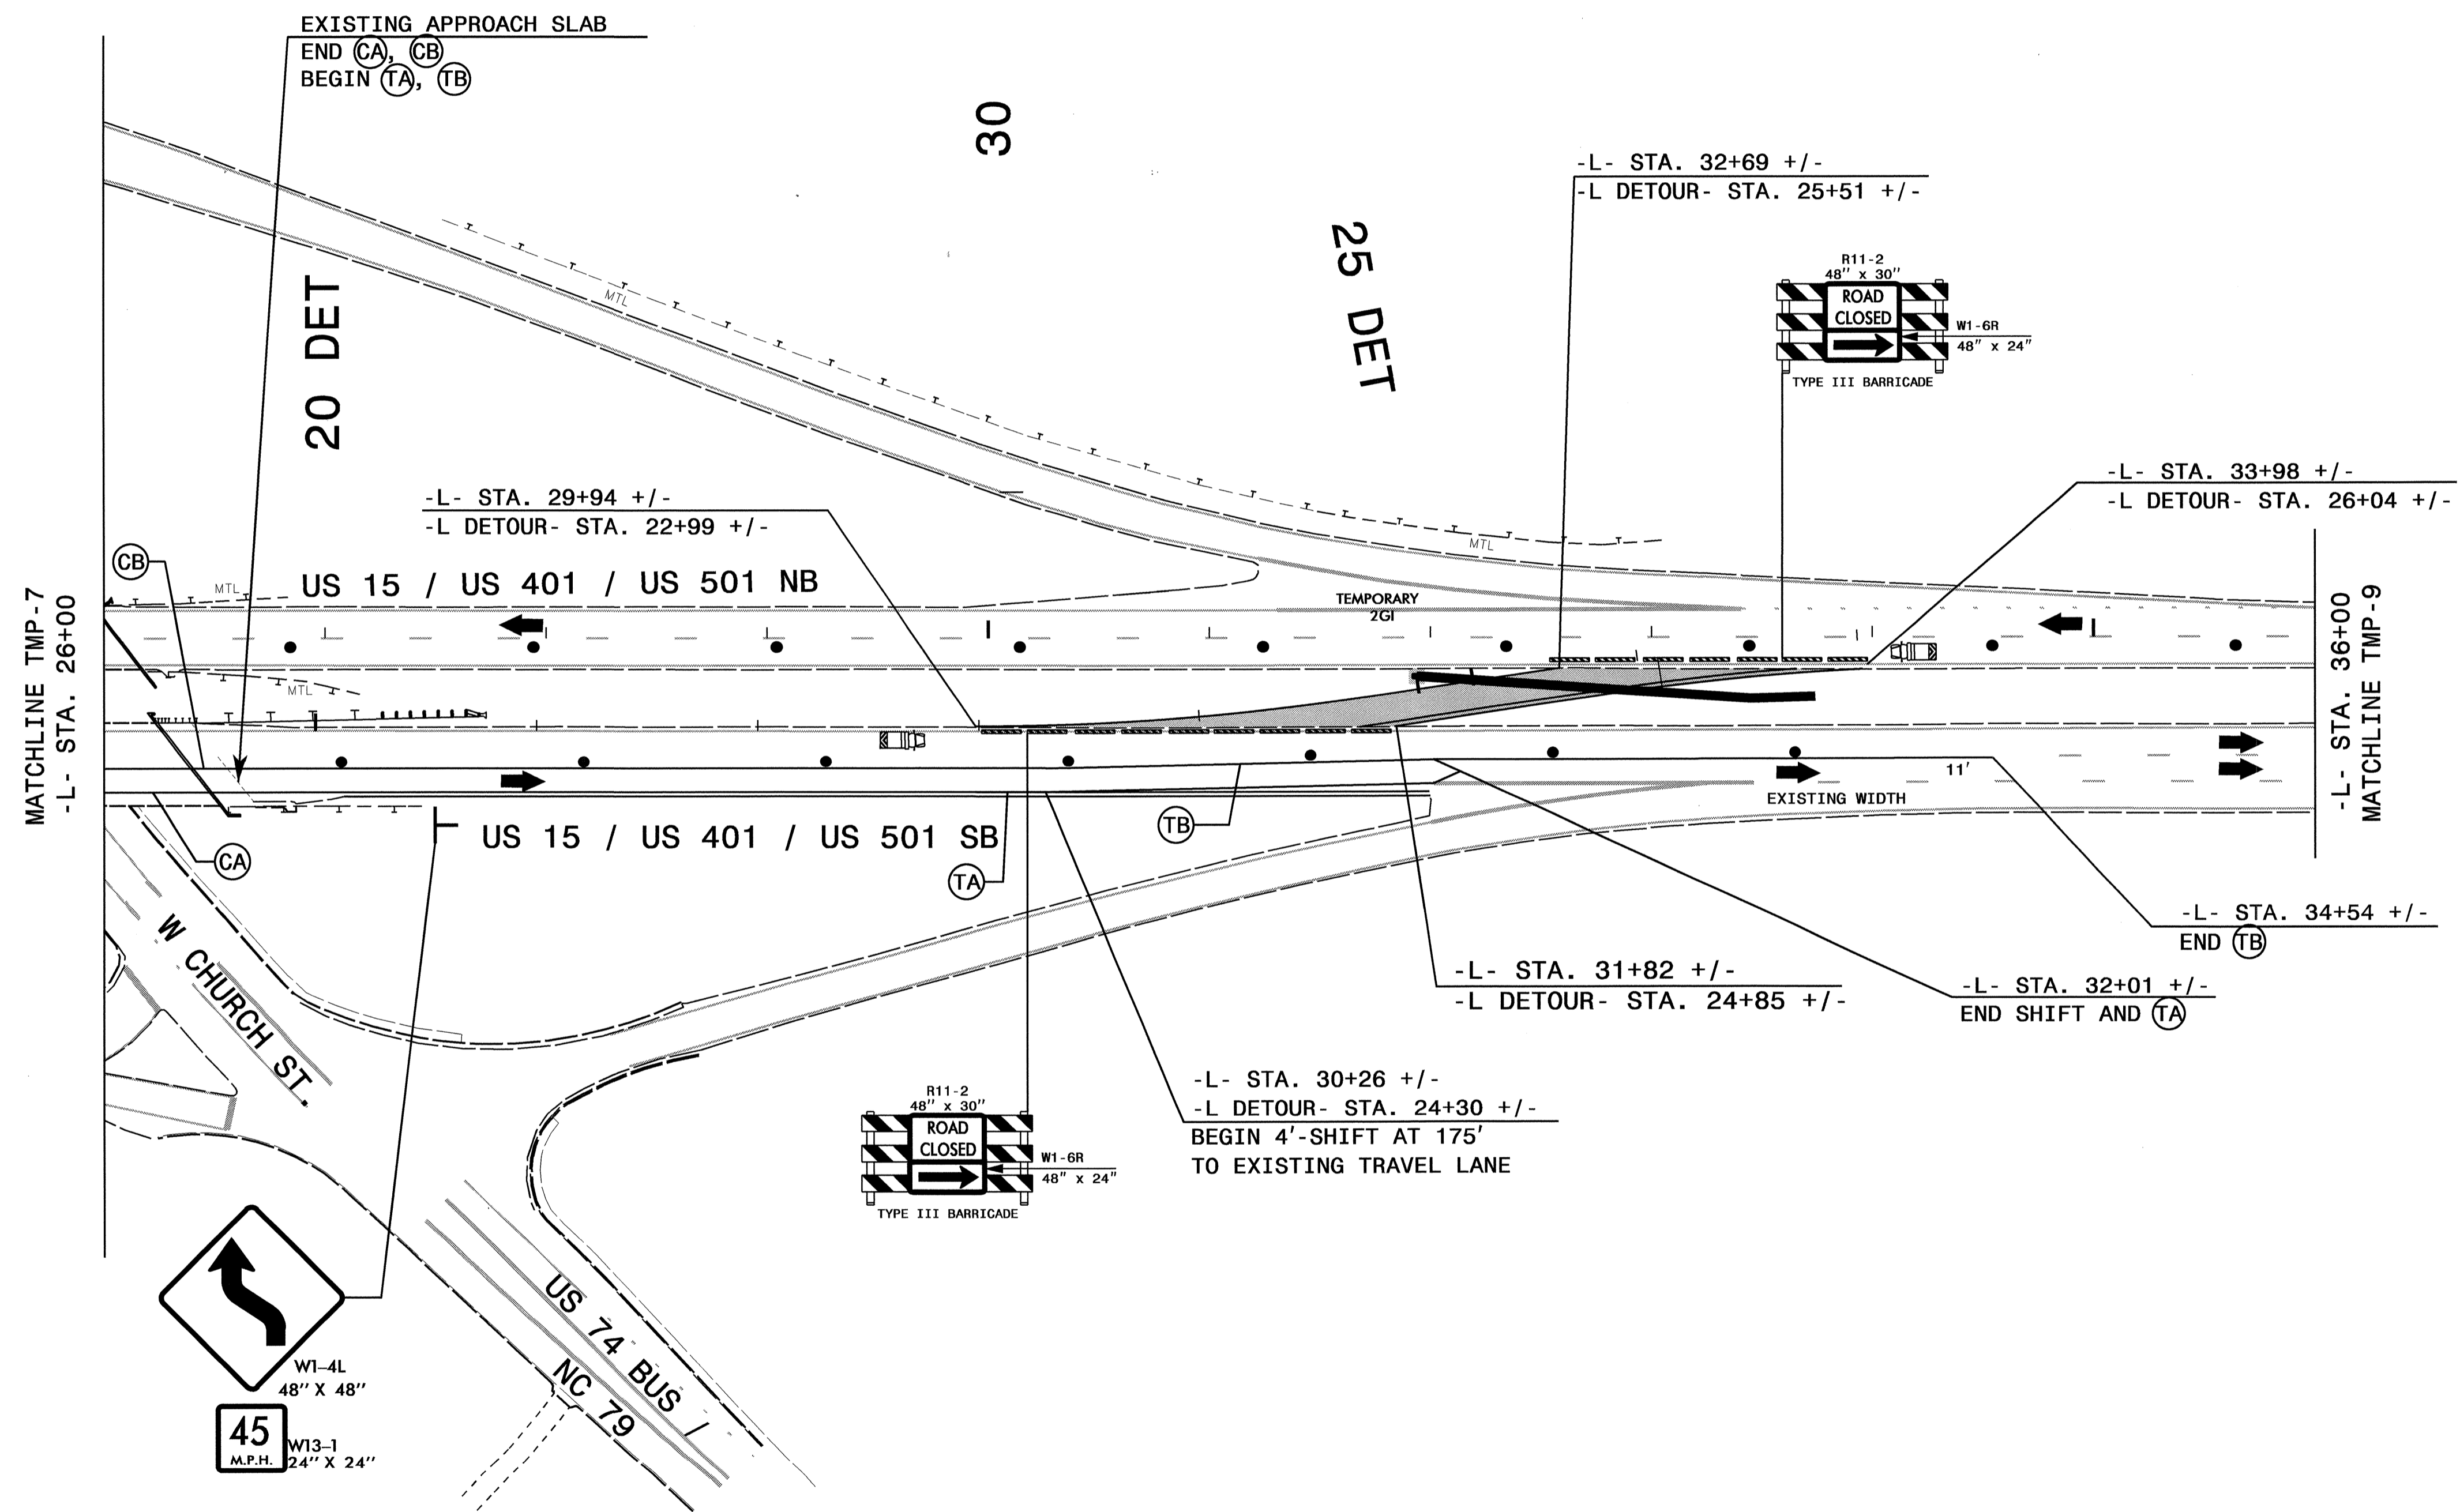 EXISTING APPROACH SLAB
END CA, CB
BEGIN TA, TB
30
-L- STA. 32+69 +/-
-L DETOUR- STA. 25+51 +/-
25 DET
20 DET
R11-2
48" x 30"
ROAD
CLOSED
W1-6R
48" x 24"
TYPE III BARRICADE
MTL
-L- STA. 33+98 +/-
-L DETOUR- STA. 26+04 +/-
-L- STA. 29+94 +/-
-L DETOUR- STA. 22+99 +/-
MTL
CB
MTL
US 15 / US 401 / US 501 NB
TEMPORARY
2GI
MATCHLINE TMP-7
-L- STA. 26+00
-L- STA. 36+00
MATCHLINE TMP-9
MTL
11'
EXISTING WIDTH
US 15 / US 401 / US 501 SB
TB
CA
TA
-L- STA. 34+54 +/-
END TB
W CHURCH ST.
-L- STA. 31+82 +/-
-L DETOUR- STA. 24+85 +/-
-L- STA. 32+01 +/-
END SHIFT AND TA
-L- STA. 30+26 +/-
-L DETOUR- STA. 24+30 +/-
BEGIN 4'-SHIFT AT 175'
TO EXISTING TRAVEL LANE
R11-2
48" x 30"
ROAD
CLOSED
W1-6R
48" x 24"
TYPE III BARRICADE
US 74 BUS /
NC 79
W1-4L
48" X 48"
45
M.P.H.
W13-1
24" X 24"